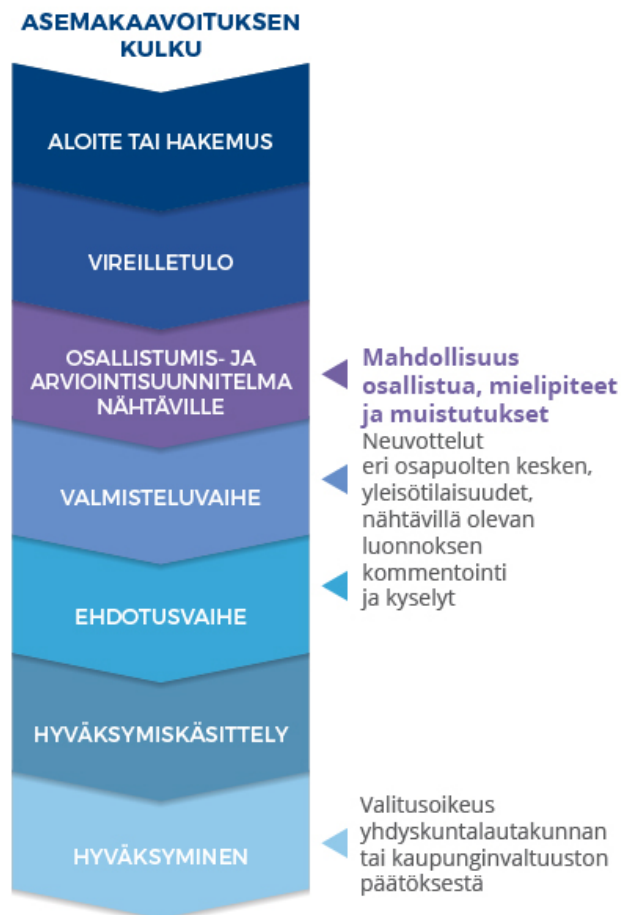 ASEMAKAAVOITUKSEN
KULKU
ALOITE TAI HAKEMUS
VIREILLETULO
OSALLISTUMIS- JA
ARVIOINTISUUNNITELMA
NÄHTÄVILLE
Mahdollisuus
osallistua, mielipiteet
ja muistutukset
Neuvottelut
eri osapuolten kesken,
yleisötilaisuudet,
nähtävillä olevan
luonnoksen
kommentointi
ja kyselyt
VALMISTELUVAIHE
EHDOTUSVAIHE
HYVÄKSYMISKÄSITTELY
HYVÄKSYMINEN
Valitusoikeus
yhdyskuntalautakunnan
tai kaupunginvaltuuston
päätöksestä